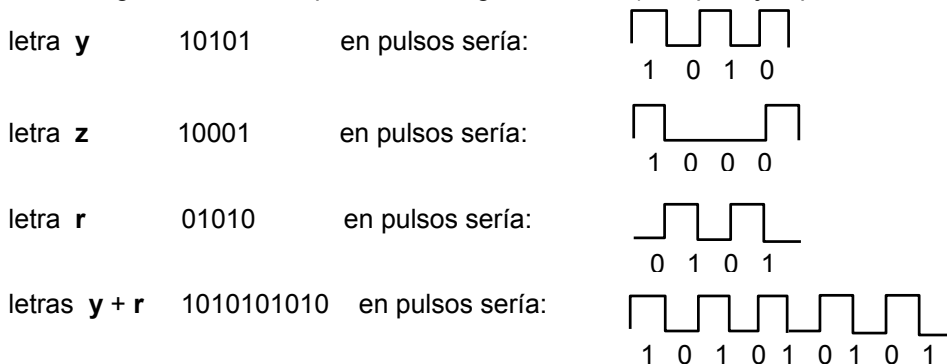 letra y 10101 en pulsos sería:
1 0 1 0
letra z 10001 en pulsos sería:
1 0 0 0
letra r 01010 en pulsos sería:
0 1 0 1
letras y + r 1010101010 en pulsos sería:
1 0 1 0 1 0 1 0 1